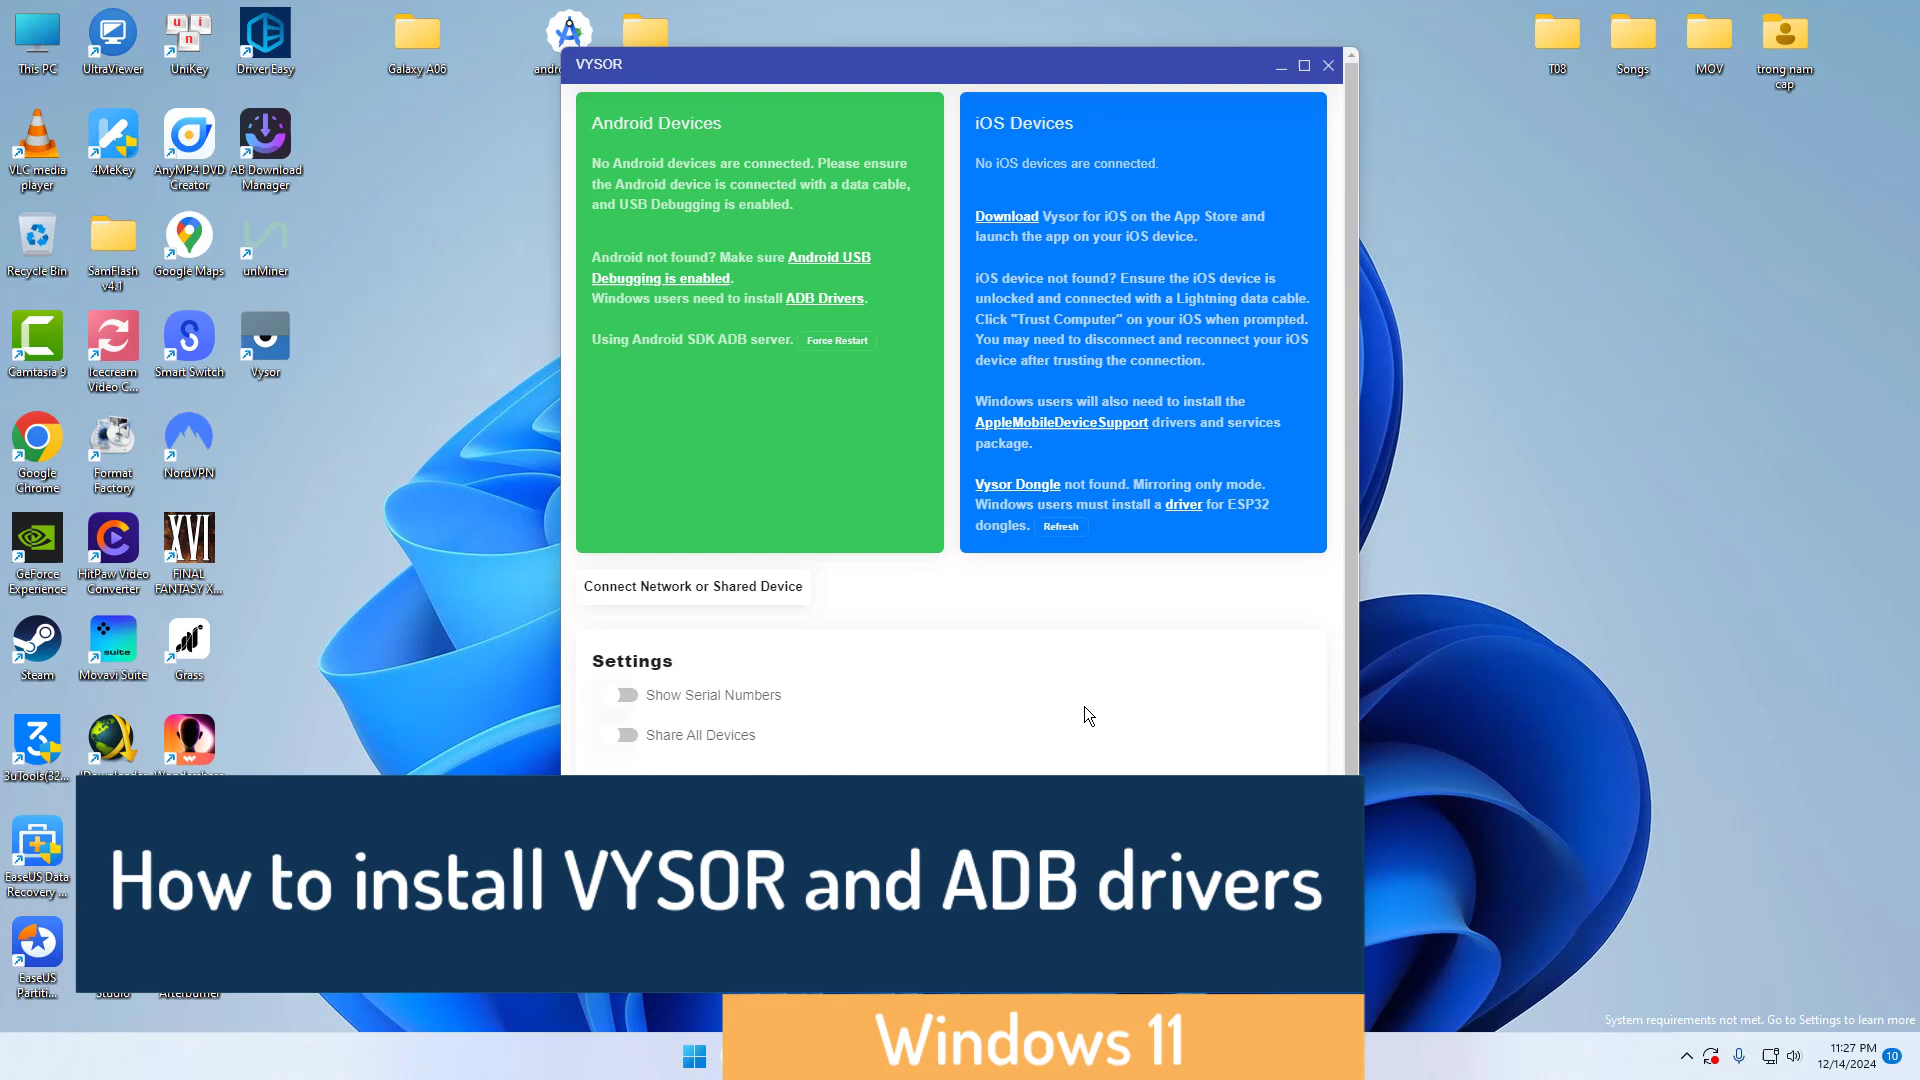 This PC
UltraViewer
UniKey
Driver Easy
Galaxy A06
T08
Songs
MOV
trong nam
cap
VYSOR
Android Devices
No Android devices are connected. Please ensure
the Android device is connected with a data cable,
and USB Debugging is enabled.
Android not found? Make sure Android USB
Debugging is enabled.
Windows users need to install ADB Drivers.
Using Android SDK ADB server. Force Restart
iOS Devices
No iOS devices are connected.
Download Vysor for iOS on the App Store and
launch the app on your iOS device.
iOS device not found? Ensure the iOS device is
unlocked and connected with a Lightning data cable.
Click "Trust Computer" on your iOS when prompted.
You may need to disconnect and reconnect your iOS
device after trusting the connection.
Windows users will also need to install the
AppleMobileDeviceSupport drivers and services
package.
Vysor Dongle not found. Mirroring only mode.
Windows users must install a driver for ESP32
dongles. Refresh
Connect Network or Shared Device
Settings
Show Serial Numbers
Share All Devices
VLC media
player
4MeKey
AnyMP4 DVD
Creator
AB Download
Manager
Recycle Bin
SamFlash
v4.1
Google Maps
unMiner
Camtasia 9
Icecream
Video C...
Smart Switch
Vysor
Google
Chrome
Format
Factory
NordVPN
GeForce
Experience
HitPaw Video
Converter
XVI
FINAL
FANTASY X...
Steam
suite
Movavi Suite
Grass
3uTools(32...
EaseUS Data
Recovery ...
EaseUS
Partiti...
How to install VYSOR and ADB drivers
Windows 11
System requirements not met. Go to Settings to learn more
11:27 PM
12/14/2024
10